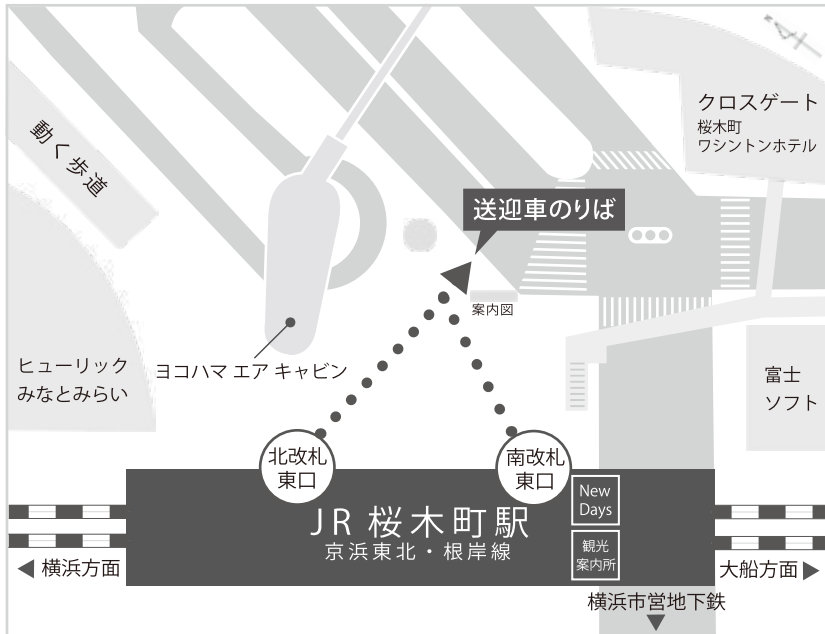 動く歩道
クロスゲート
桜木町
ワシントンホテル
送迎車のりば
案内図
ヨコハマ エア キャビン
ヒューリック
みなとみらい
富士
ソフト
北改札
東口
南改札
東口
New
Days
JR 桜木町駅
京浜東北・根岸線
観光
案内所
◀ 横浜方面
大船方面 ▶
横浜市営地下鉄
▼